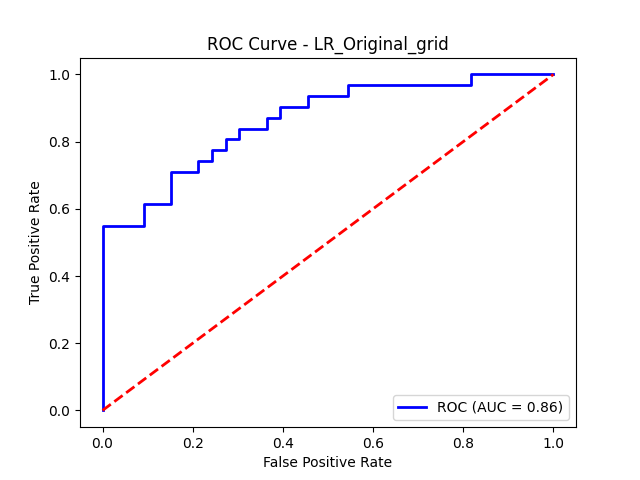 ROC Curve - LR_Original_grid
True Positive Rate
1.0
0.8
0.6
0.4
0.2
0.0
ROC (AUC = 0.86)
0.0 0.2 0.4 0.6 0.8 1.0
False Positive Rate